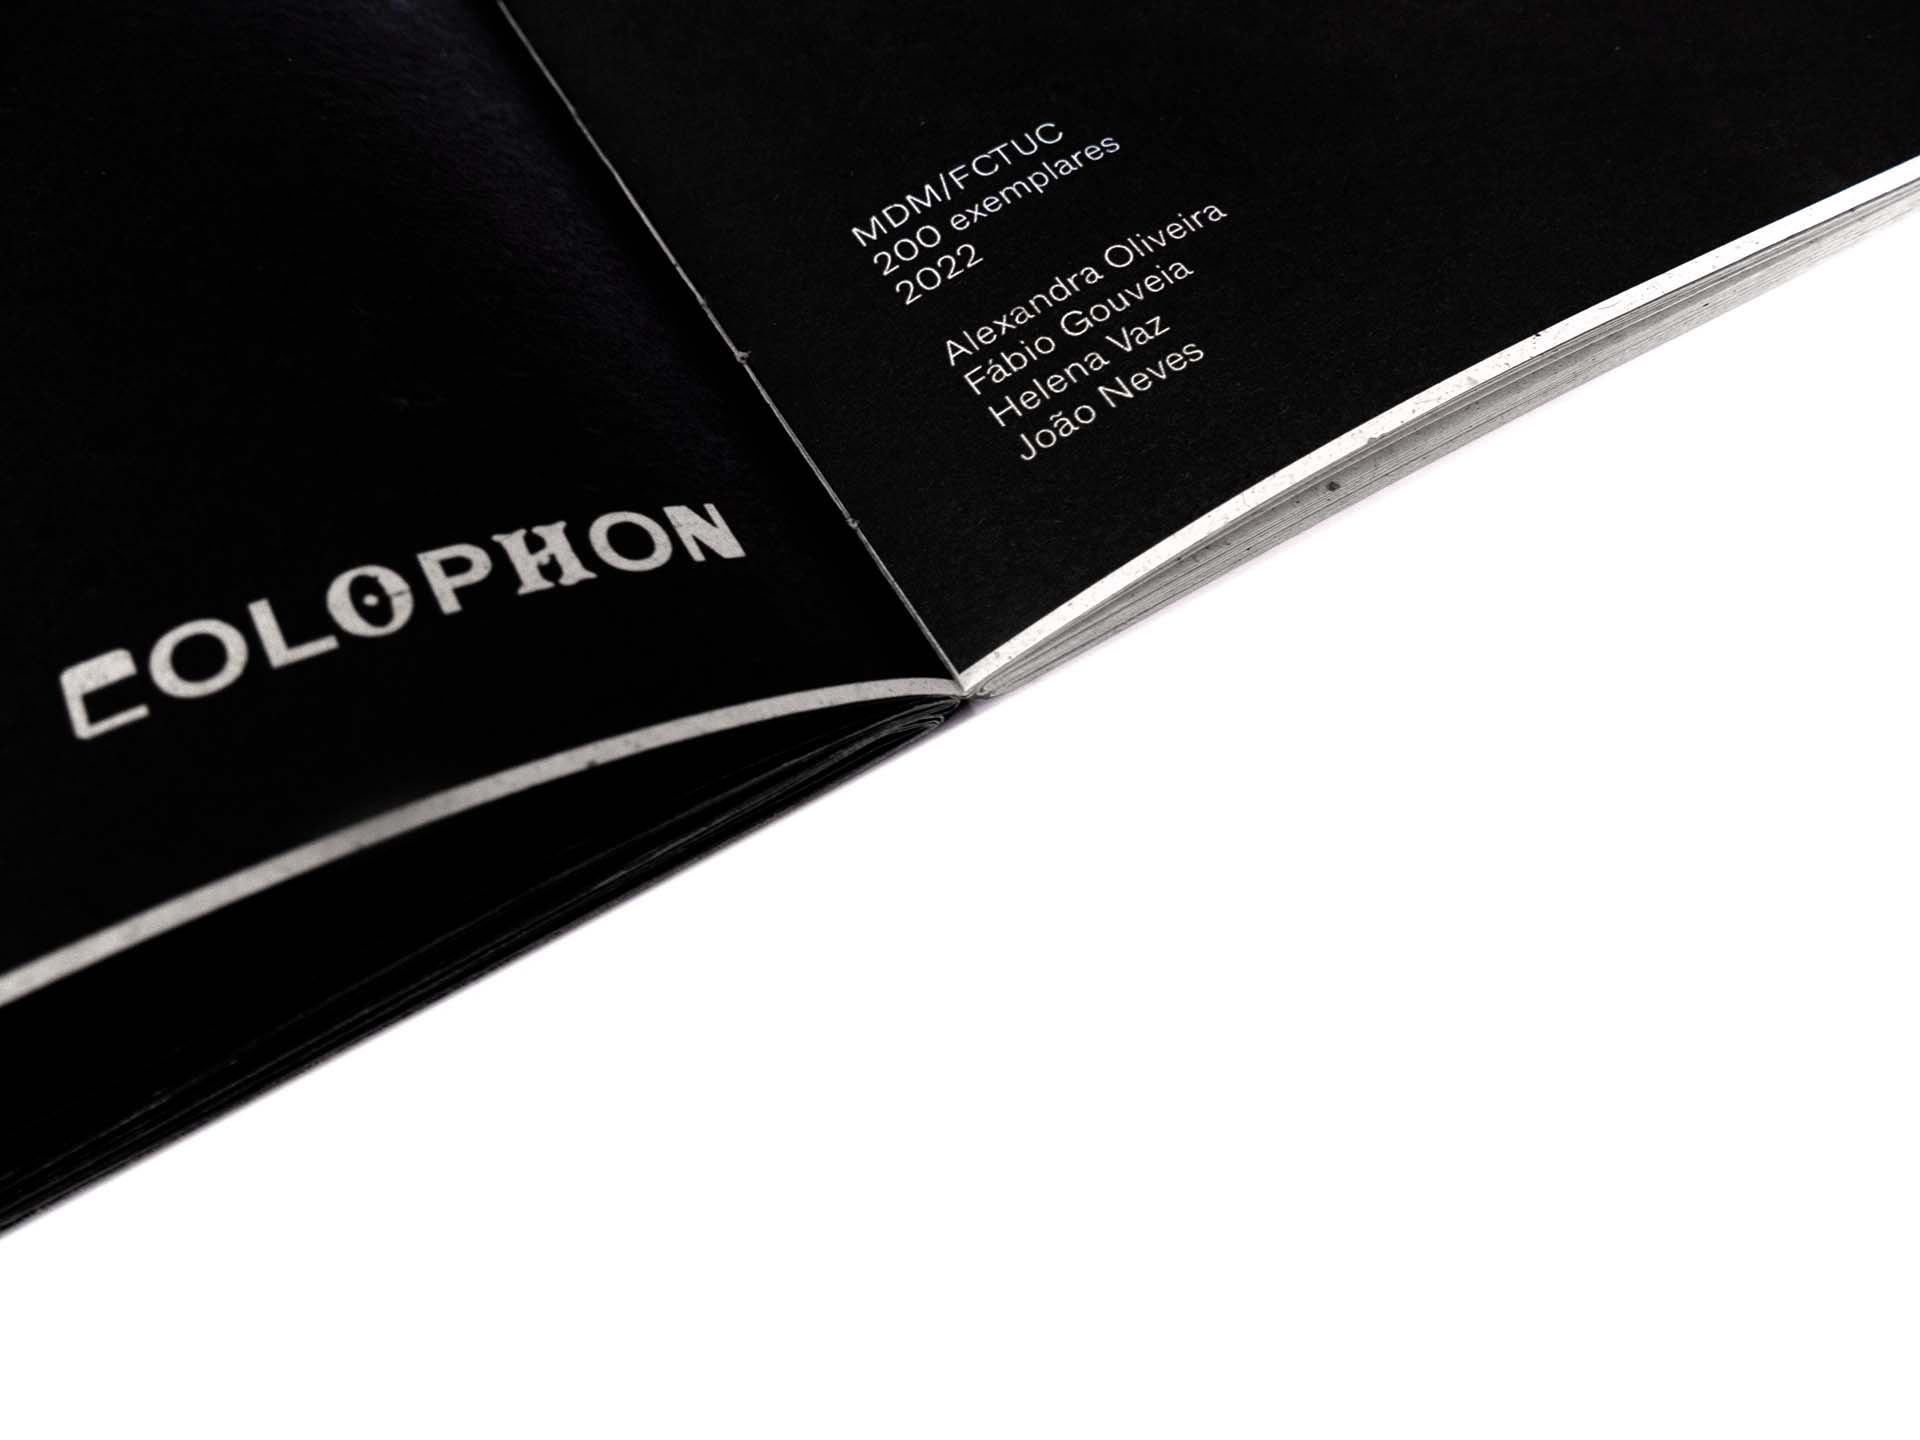 COLOPHON
MDM/FCTUC
200 exemplares
2022
Alexandra Oliveira
Fábio Gouveia
Helena Vaz
João Neves